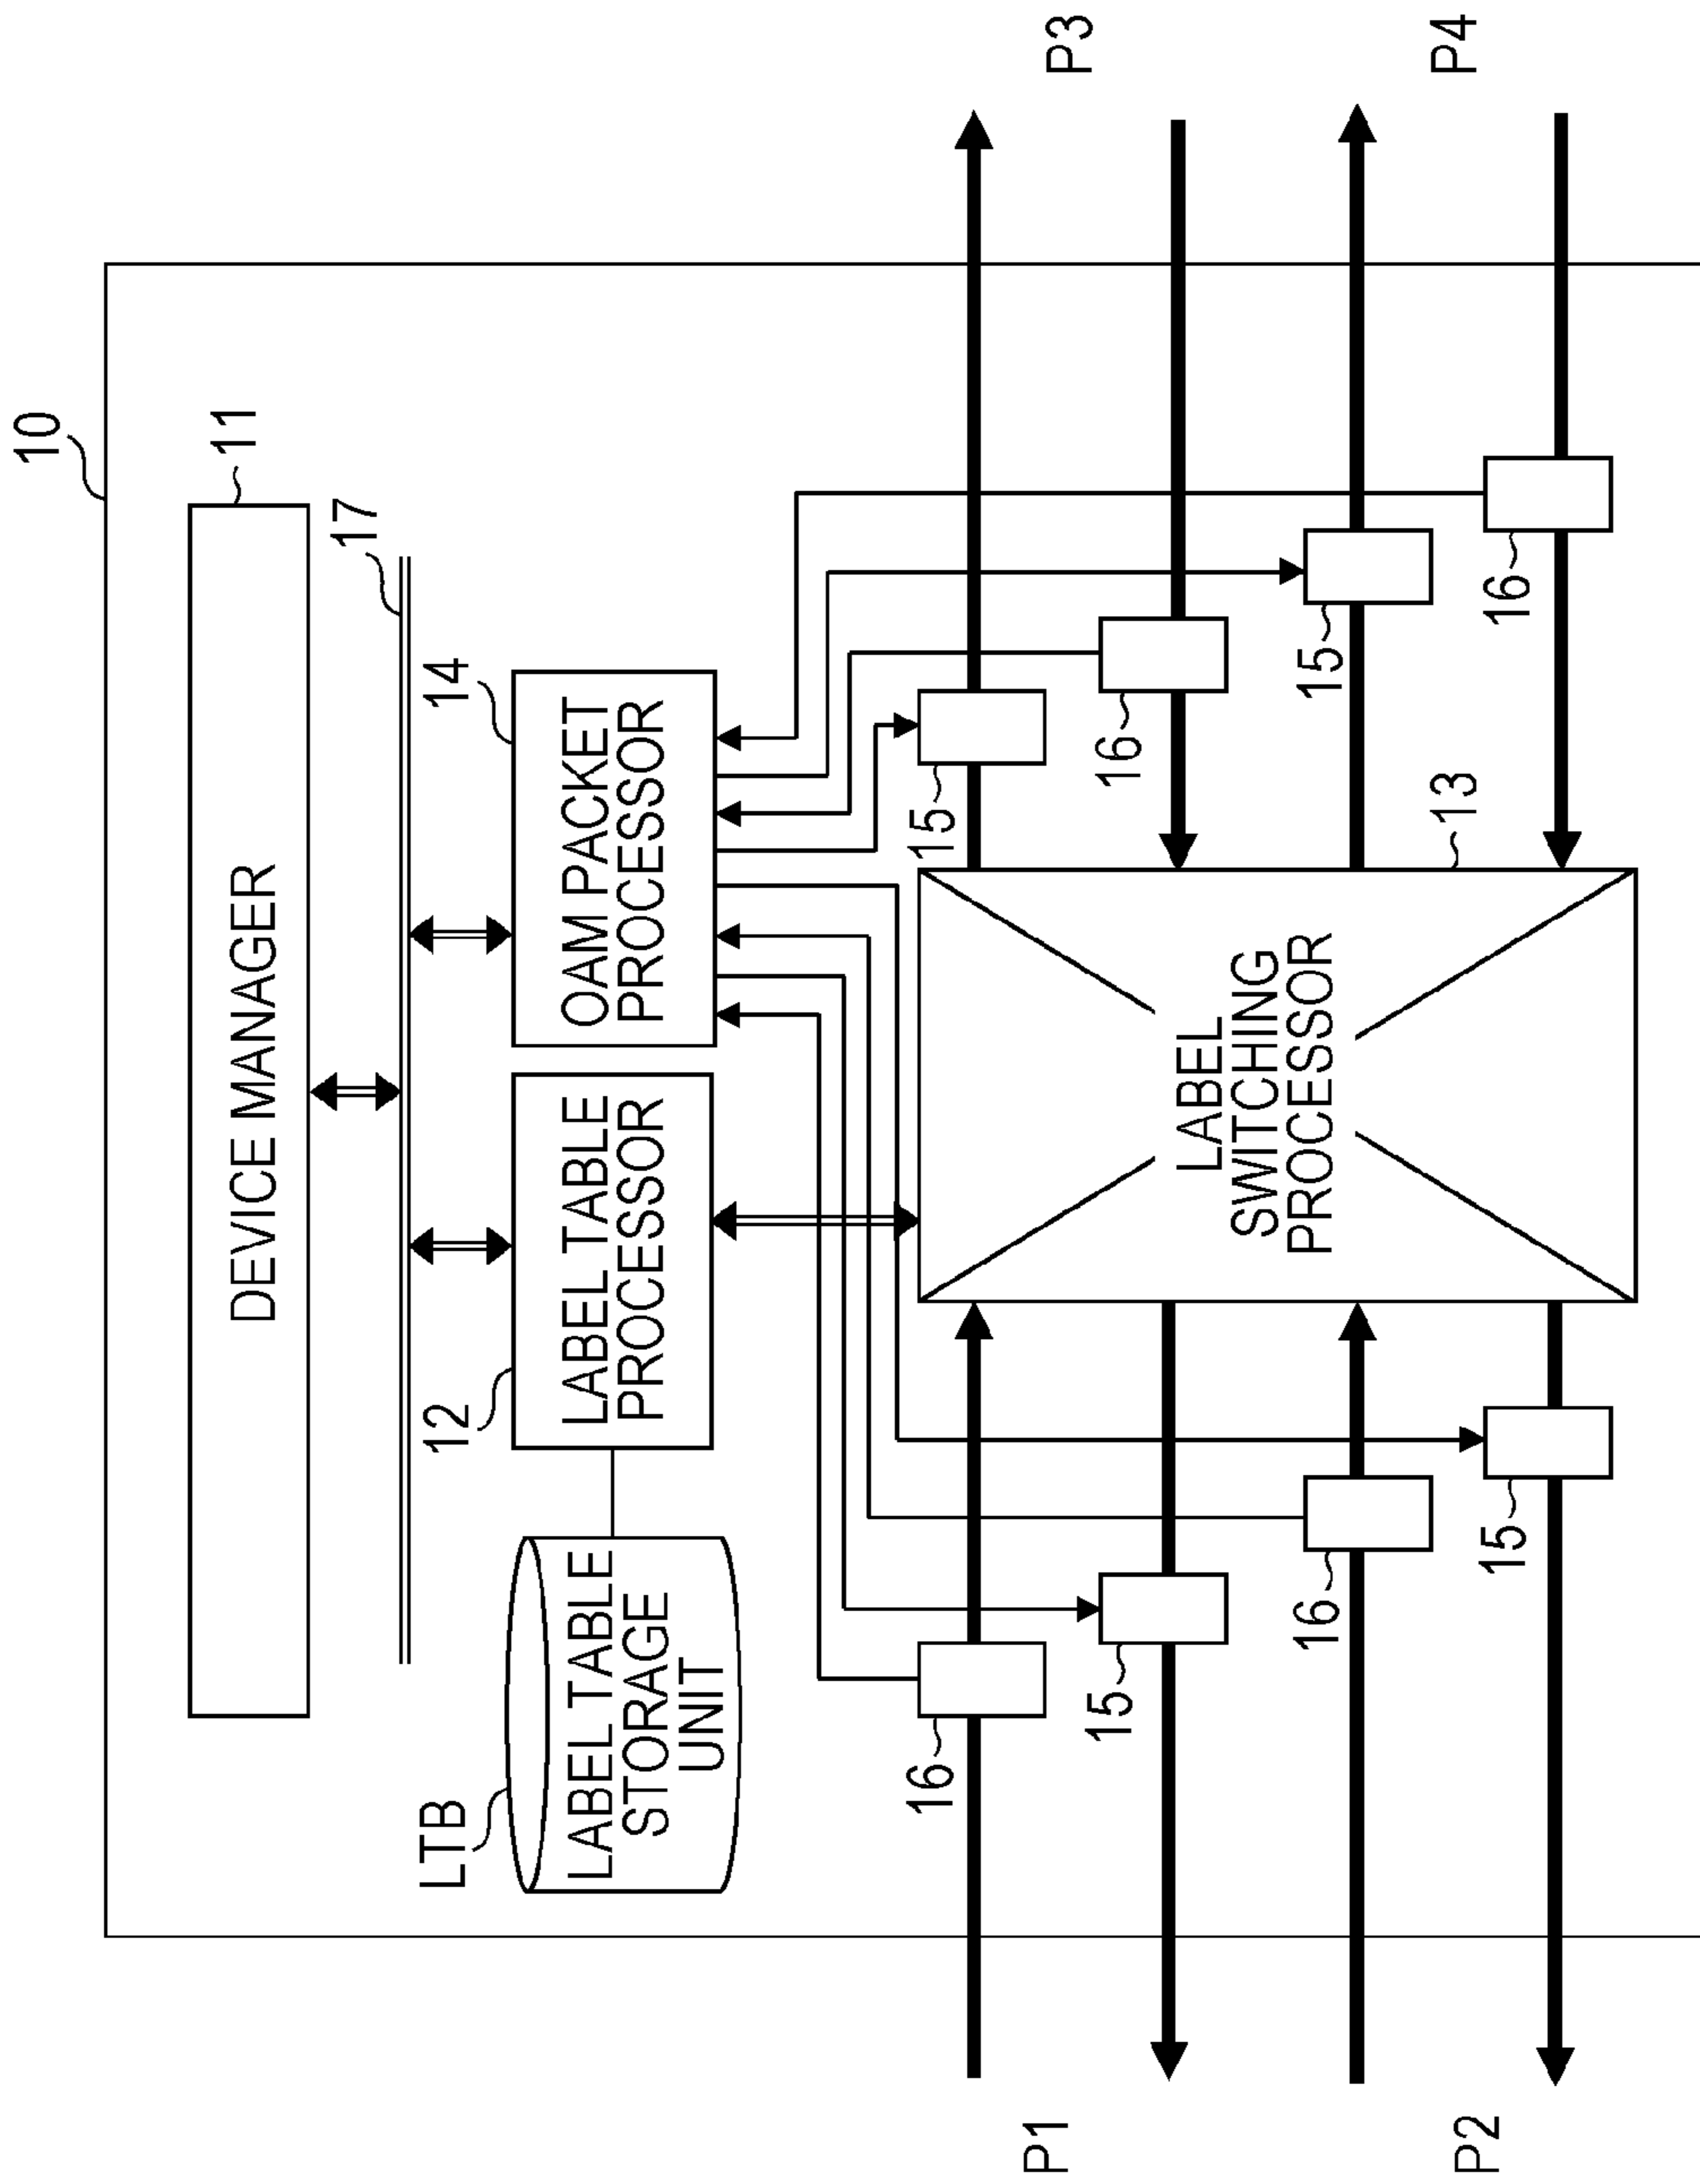 10
DEVICE MANAGER
11
17
LTB
12
14
LABEL TABLE
STORAGE
UNIT
LABEL TABLE
PROCESSOR
OAM PACKET
PROCESSOR
16
15
P1
P3
15
16
LABEL
SWITCHING
PROCESSOR
16
15
P2
P4
15
13
16